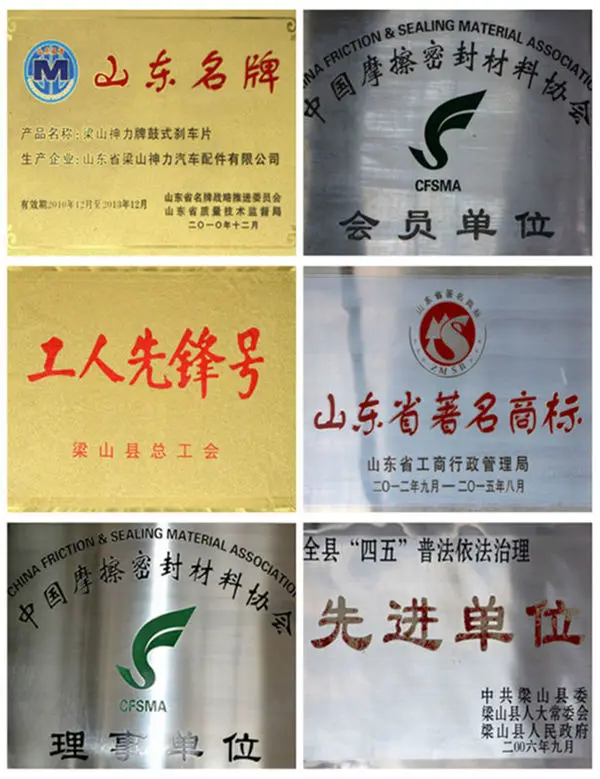 M
山东名牌
产品名称：梁山神力牌鼓式刹车片
生产企业：山东省梁山神力汽车配件有限公司
有效期2010年12月至2013年12月
山东省名牌战略推进委员会
山东省质量技术监督局
二〇一〇年十二月
CHINA FRICTION & SEALING MATERIAL ASSOCIATION
中国摩擦密封材料协会
CFSMA
会员单位
工人先锋号
梁山县总工会
山东省著名商标
ZMSB
山东省著名商标
山东省工商行政管理局
二〇一二年九月—二〇一五年八月
CHINA FRICTION & SEALING MATERIAL ASSOCIATION
中国摩擦密封材料协会
CFSMA
理事单位
全县“四五”普法依法治理
先进单位
中共梁山县委
梁山县人大常委会
梁山县人民政府
二00六年九月